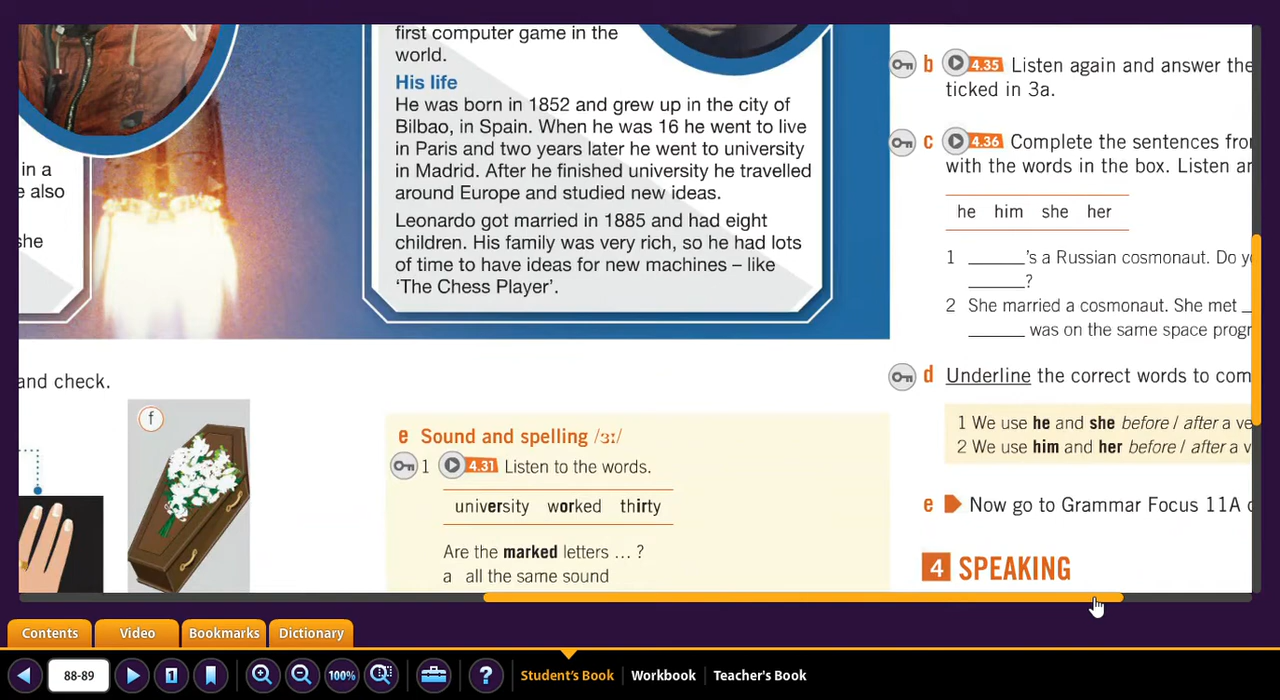 first computer game in the
world.
His life
He was born in 1852 and grew up in the city of
Bilbao, in Spain. When he was 16 he went to live
in Paris and two years later he went to university
in Madrid. After he finished university he travelled
around Europe and studied new ideas.
Leonardo got married in 1885 and had eight
children. His family was very rich, so he had lots
of time to have ideas for new machines – like
‘The Chess Player’.
in a
e also
she
and check.
f
e Sound and spelling /ɜː/
1 4.31 Listen to the words.
university worked thirty
Are the marked letters … ?
a all the same sound
b 4.35 Listen again and answer the
ticked in 3a.
c 4.36 Complete the sentences fro
with the words in the box. Listen an
he him she her
1 ______’s a Russian cosmonaut. Do yo
______?
2 She married a cosmonaut. She met _
______ was on the same space progr
d Underline the correct words to com
1 We use he and she before / after a ve
2 We use him and her before / after a v
e Now go to Grammar Focus 11A o
4 SPEAKING
Contents Video Bookmarks Dictionary
88-89 1 100% ? Student's Book Workbook Teacher's Book